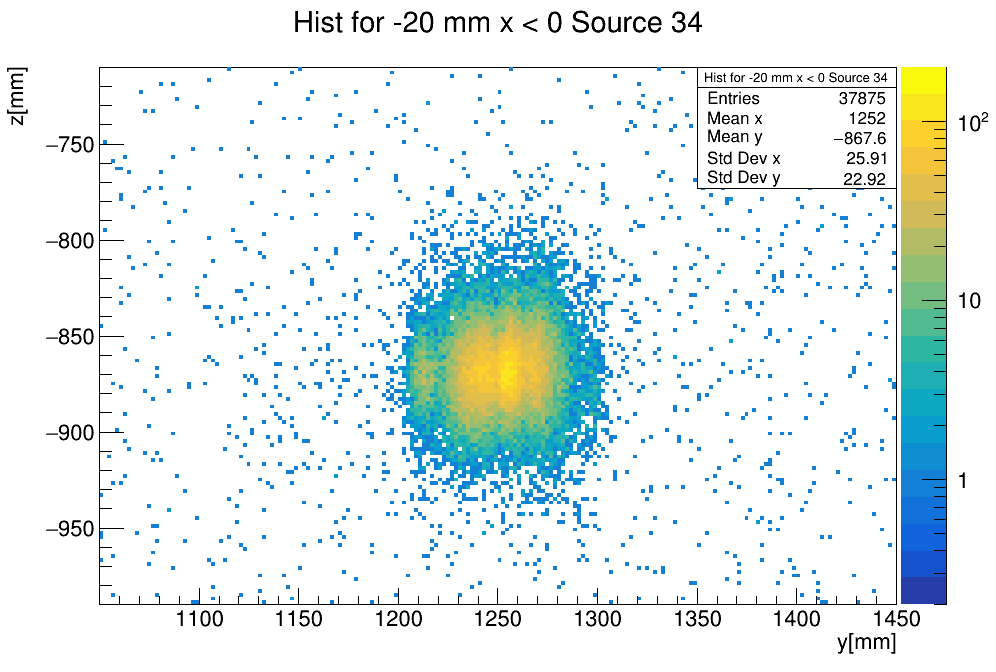 Hist for -20 mm x < 0 Source 34
z[mm]
Hist for -20 mm x < 0 Source 34
Entries 37875
Mean x 1252
Mean y −867.6
Std Dev x 25.91
Std Dev y 22.92
−750
−800
−850
−900
−950
10²
10
1
1100 1150 1200 1250 1300 1350 1400 1450
y[mm]